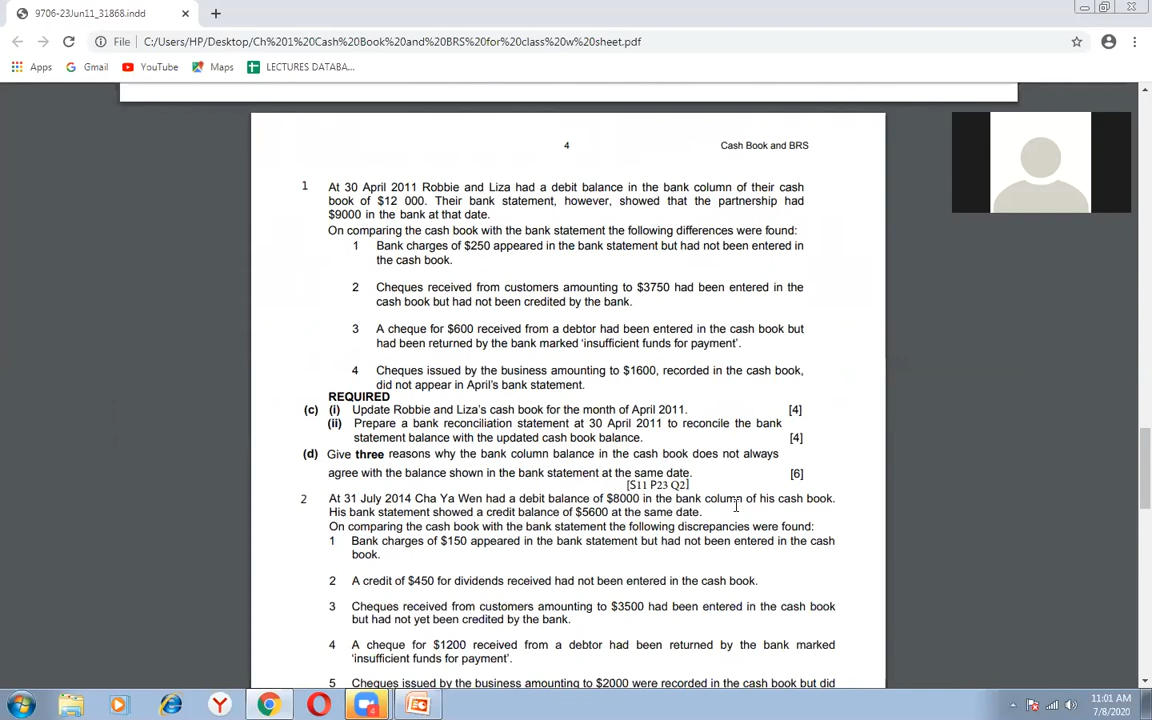 9706-23Jun11_31868.indd
File
C:/Users/HP/Desktop/Ch%201%20Cash%20Book%20and%20BRS%20for%20class%20w%20sheet.pdf
Apps
Gmail
YouTube
Maps
LECTURES DATABA...
4
Cash Book and BRS
1 At 30 April 2011 Robbie and Liza had a debit balance in the bank column of their cash
book of $12 000. Their bank statement, however, showed that the partnership had
$9000 in the bank at that date.
On comparing the cash book with the bank statement the following differences were found:
1 Bank charges of $250 appeared in the bank statement but had not been entered in
the cash book.
2 Cheques received from customers amounting to $3750 had been entered in the
cash book but had not been credited by the bank.
3 A cheque for $600 received from a debtor had been entered in the cash book but
had been returned by the bank marked ‘insufficient funds for payment’.
4 Cheques issued by the business amounting to $1600, recorded in the cash book,
did not appear in April’s bank statement.
REQUIRED
(c) (i) Update Robbie and Liza’s cash book for the month of April 2011. [4]
(ii) Prepare a bank reconciliation statement at 30 April 2011 to reconcile the bank
statement balance with the updated cash book balance. [4]
(d) Give three reasons why the bank column balance in the cash book does not always
agree with the balance shown in the bank statement at the same date. [6]
[S11 P23 Q2]
2 At 31 July 2014 Cha Ya Wen had a debit balance of $8000 in the bank column of his cash book.
His bank statement showed a credit balance of $5600 at the same date.
On comparing the cash book with the bank statement the following discrepancies were found:
1 Bank charges of $150 appeared in the bank statement but had not been entered in the cash
book.
2 A credit of $450 for dividends received had not been entered in the cash book.
3 Cheques received from customers amounting to $3500 had been entered in the cash book
but had not yet been credited by the bank.
4 A cheque for $1200 received from a debtor had been returned by the bank marked
‘insufficient funds for payment’.
5 Cheques issued by the business amounting to $2000 were recorded in the cash book but did
11:01 AM
7/8/2020